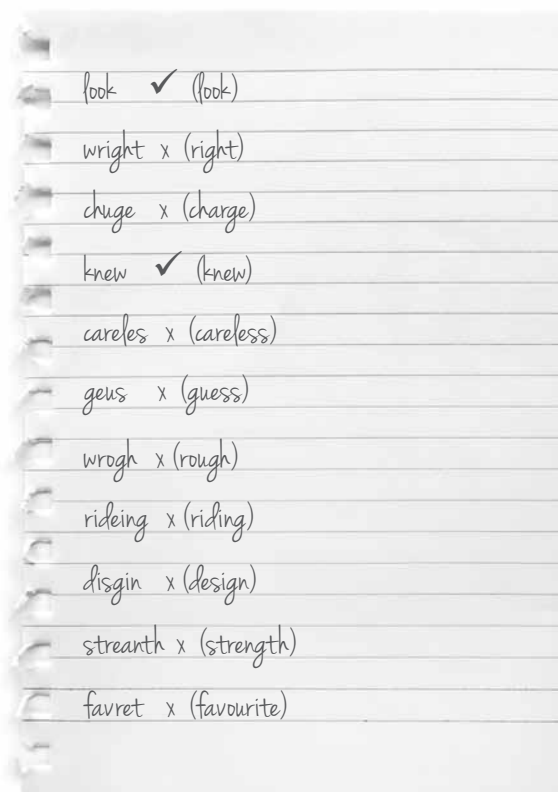 look ✓ (look)
wright x (right)
chuge x (charge)
knew ✓ (knew)
careles x (careless)
geus x (guess)
wrogh x (rough)
rideing x (riding)
disgin x (design)
streanth x (strength)
favret x (favourite)